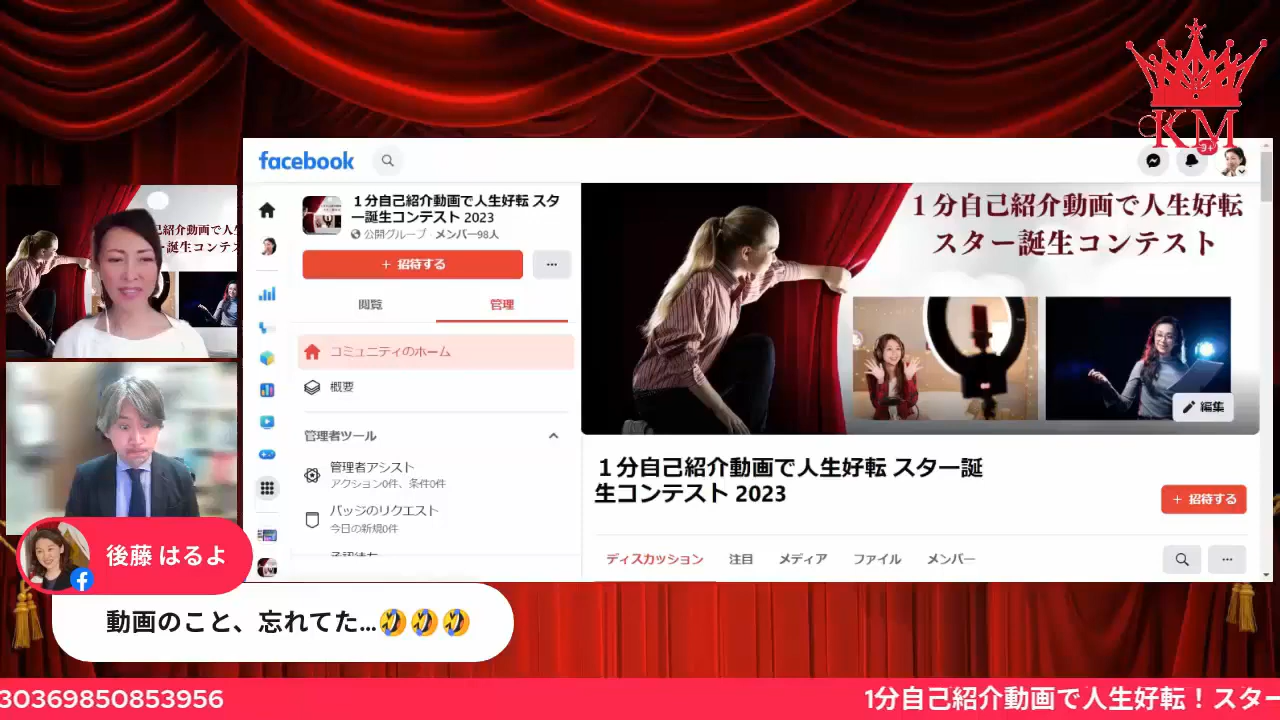 KM
facebook
9+
１分自己紹介動画で人生好転 スタ
ー誕生コンテスト 2023
公開グループ · メンバー98人
+ 招待する
...
閲覧
管理
コミュニティのホーム
概要
管理者ツール
管理者アシスト
アクション0件、条件0件
バッジのリクエスト
今日の新規0件
１分自己紹介動画で人生好転
スター誕生コンテスト
編集
１分自己紹介動画で人生好転 スター誕
生コンテスト 2023
+ 招待する
ディスカッション
注目
メディア
ファイル
メンバー
...
後藤 はるよ
動画のこと、忘れてた...🤣🤣🤣
30369850853956
1分自己紹介動画で人生好転！スター